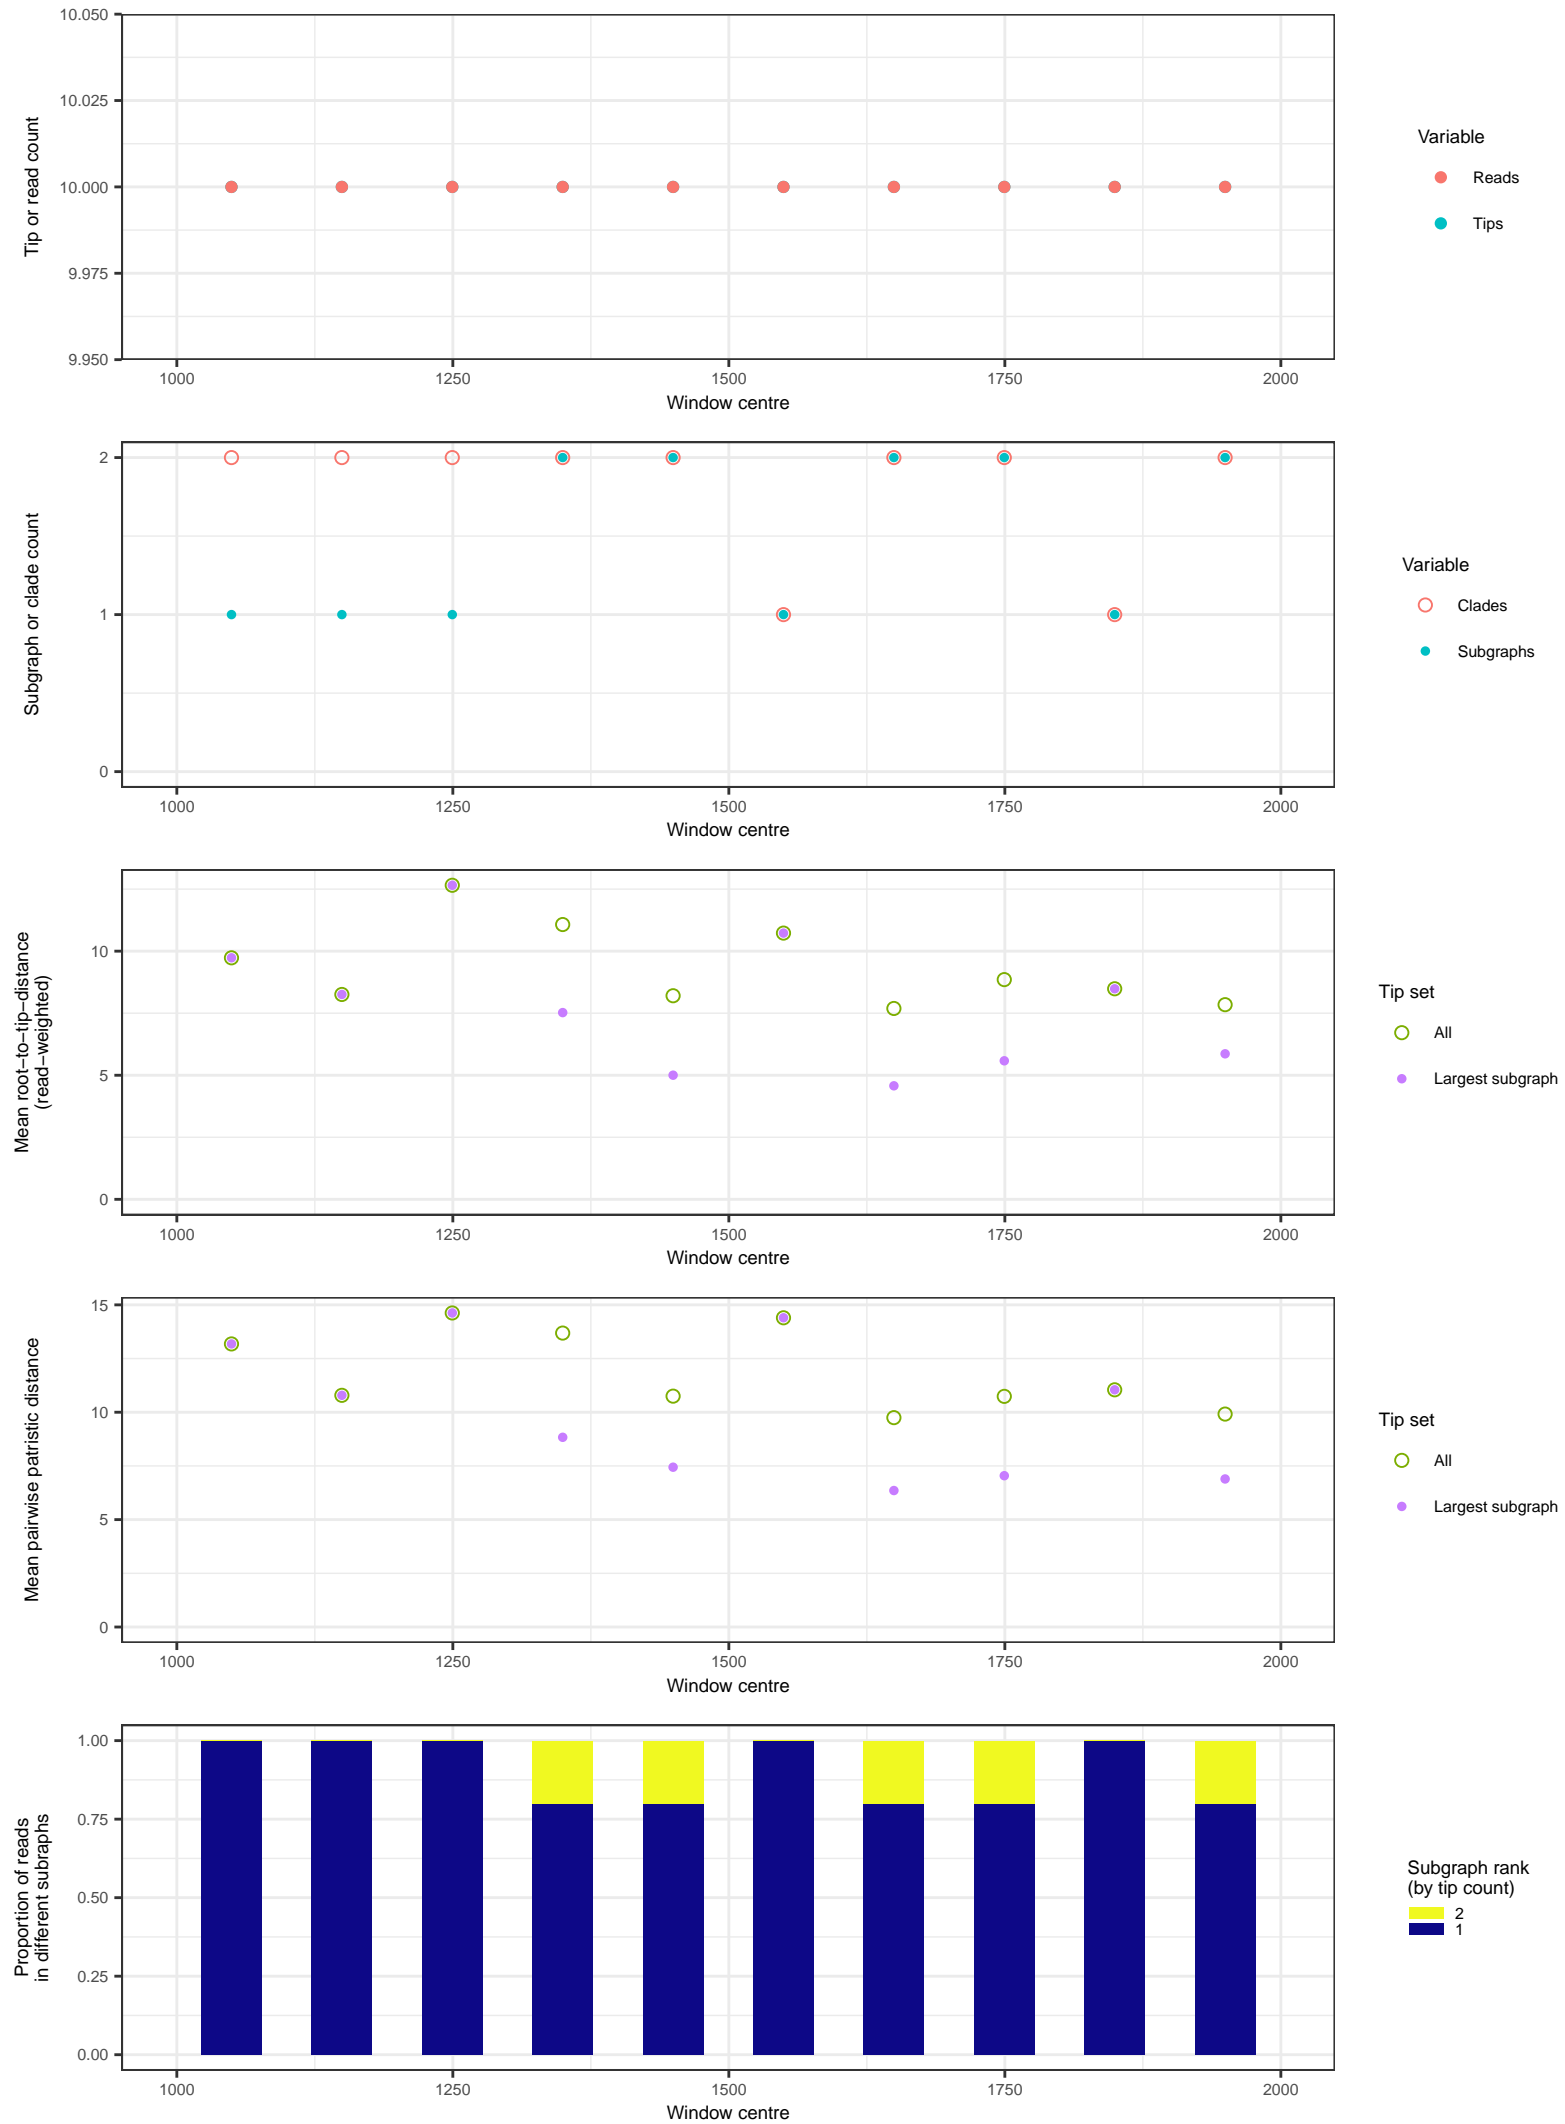 10.050
10.025
10.000
9.975
9.950
Tip or read count
1000 1250 1500 1750 2000
Window centre
Variable
Reads
Tips
2
1
0
Subgraph or clade count
1000 1250 1500 1750 2000
Window centre
Variable
Clades
Subgraphs
10
5
0
Mean root−to−tip−distance
(read−weighted)
1000 1250 1500 1750 2000
Window centre
Tip set
All
Largest subgraph
15
10
5
0
Mean pairwise patristic distance
1000 1250 1500 1750 2000
Window centre
Tip set
All
Largest subgraph
1.00
0.75
0.50
0.25
0.00
Proportion of reads
in different subraphs
1000 1250 1500 1750 2000
Window centre
Subgraph rank
(by tip count)
2
1